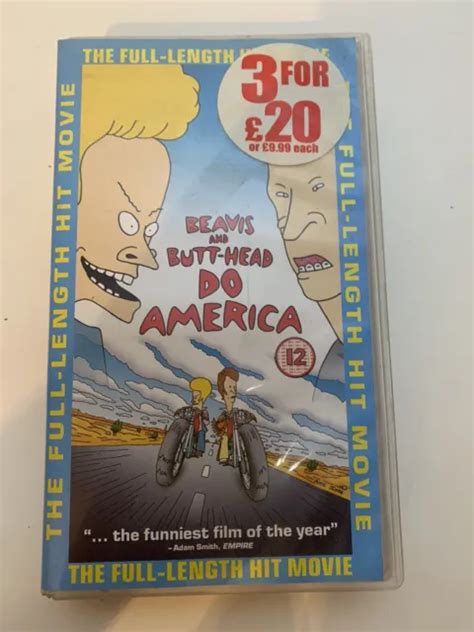 THE FULL-LENGTH HIT MOVIE
3 FOR
£20
or £9.99 each
THE FULL-LENGTH HIT MOVIE
FULL-LENGTH HIT MOVIE
BEAVIS
AND
BUTT-HEAD
DO
AMERICA
12
"... the funniest film of the year"
–Adam Smith, EMPIRE
THE FULL-LENGTH HIT MOVIE